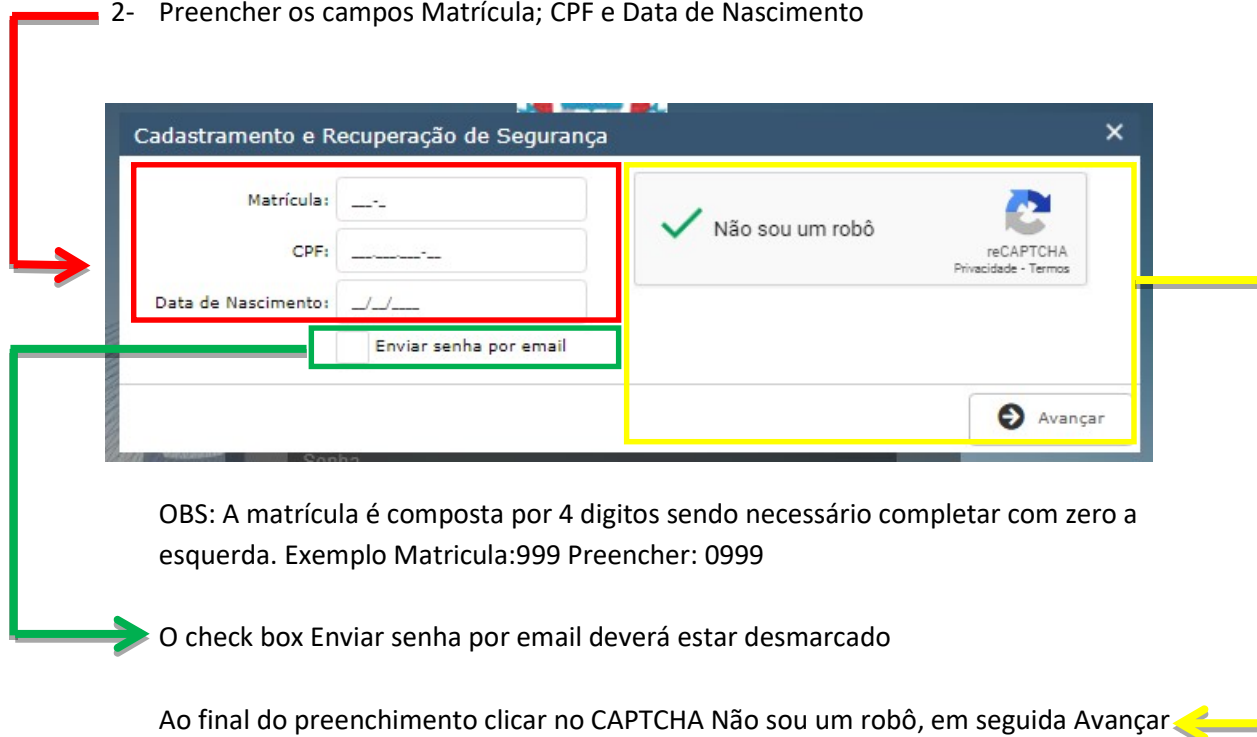 2- Preencher os campos Matrícula; CPF e Data de Nascimento
Cadastramento e Recuperação de Segurança ×
Matrícula: ___-_
CPF: ___.___.___-__
Data de Nascimento: __/__/____
Enviar senha por email
Não sou um robô
reCAPTCHA
Privacidade - Termos
Avançar
Senha
OBS: A matrícula é composta por 4 digitos sendo necessário completar com zero a
esquerda. Exemplo Matricula:999 Preencher: 0999
O check box Enviar senha por email deverá estar desmarcado
Ao final do preenchimento clicar no CAPTCHA Não sou um robô, em seguida Avançar